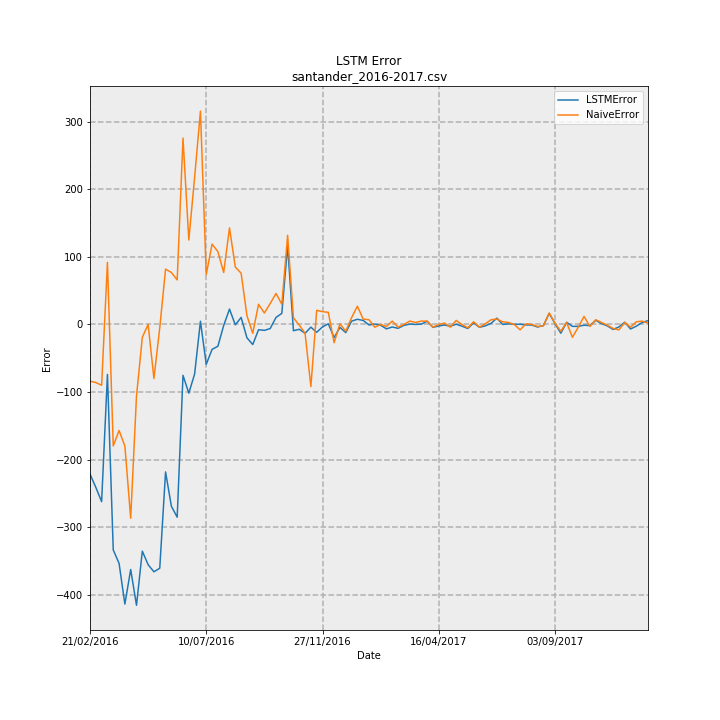 LSTM Error
santander_2016-2017.csv
LSTMError
NaiveError
300
200
100
0
−100
−200
−300
−400
Error
21/02/2016
10/07/2016
27/11/2016
16/04/2017
03/09/2017
Date